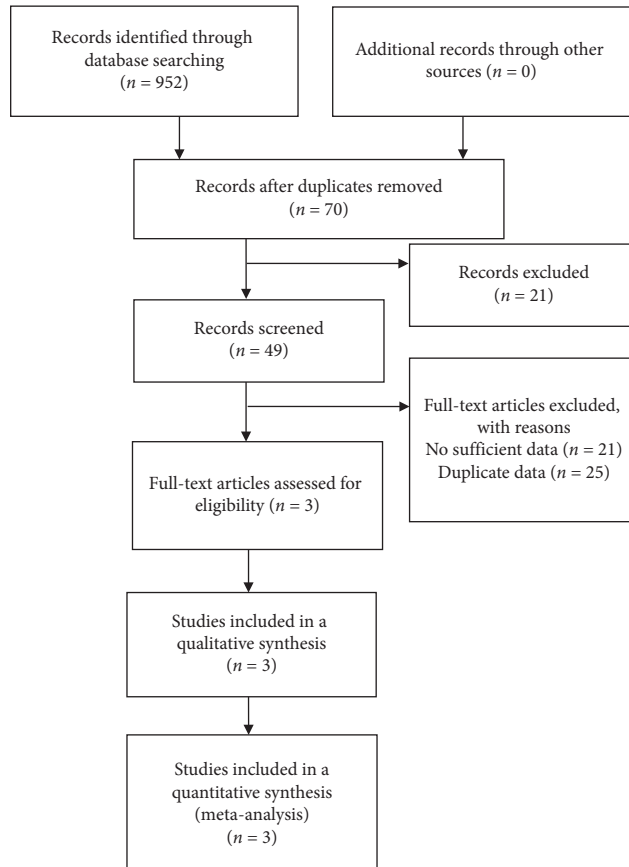 Records identified through
database searching
(n = 952)
Additional records through other
sources (n = 0)
Records after duplicates removed
(n = 70)
Records excluded
(n = 21)
Records screened
(n = 49)
Full-text articles excluded,
with reasons
No sufficient data (n = 21)
Duplicate data (n = 25)
Full-text articles assessed for
eligibility (n = 3)
Studies included in a
qualitative synthesis
(n = 3)
Studies included in a
quantitative synthesis
(meta-analysis)
(n = 3)